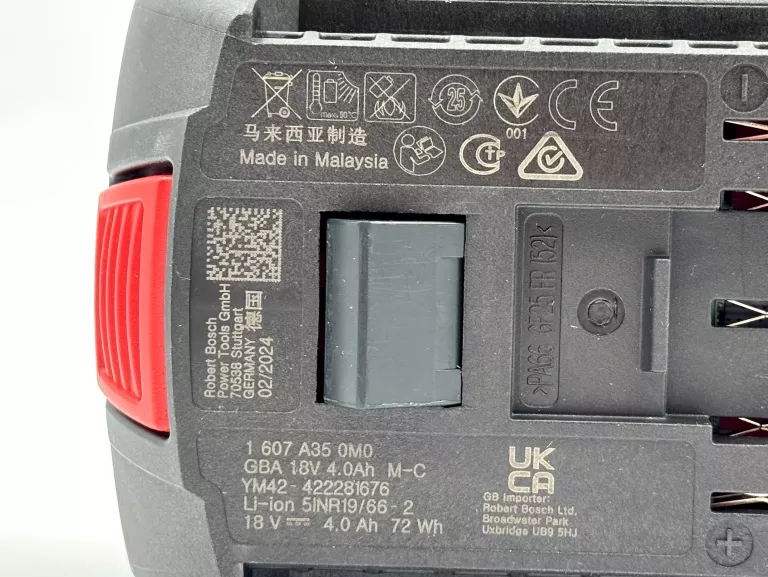 max. 50°C
25
001
CE
马来西亚制造
Made in Malaysia
CTP
Robert Bosch
Power Tools GmbH
70538 Stuttgart
GERMANY 德国
02/2024
>PA66 GF25 FR (52)<
1 607 A35 0M0
GBA 18V 4.0Ah M-C
YM42-422281676
Li-ion 5INR19/66-2
18 V ⎓ 4.0 Ah 72 Wh
UK
CA
GB Importer:
Robert Bosch Ltd.
Broadwater Park
Uxbridge UB9 5HJ